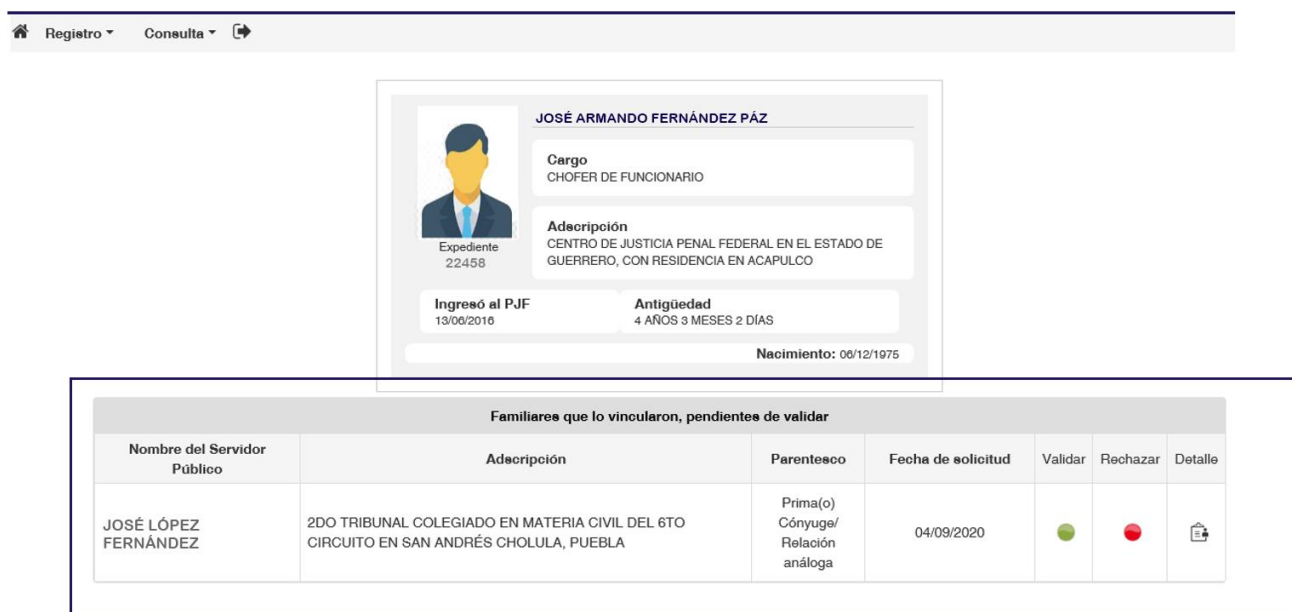 Registro Consulta
JOSÉ ARMANDO FERNÁNDEZ PÁZ
Cargo
CHOFER DE FUNCIONARIO
Adscripción
CENTRO DE JUSTICIA PENAL FEDERAL EN EL ESTADO DE
GUERRERO, CON RESIDENCIA EN ACAPULCO
Expediente
22458
Ingresó al PJF
13/06/2016
Antigüedad
4 AÑOS 3 MESES 2 DÍAS
Nacimiento: 06/12/1975
Familiares que lo vincularon, pendientes de validar
Nombre del Servidor
Público
Adscripción
Parentesco
Fecha de solicitud
Validar
Rechazar
Detalle
JOSÉ LÓPEZ
FERNÁNDEZ
2DO TRIBUNAL COLEGIADO EN MATERIA CIVIL DEL 6TO
CIRCUITO EN SAN ANDRÉS CHOLULA, PUEBLA
Prima(o)
Cónyuge/
Relación
análoga
04/09/2020